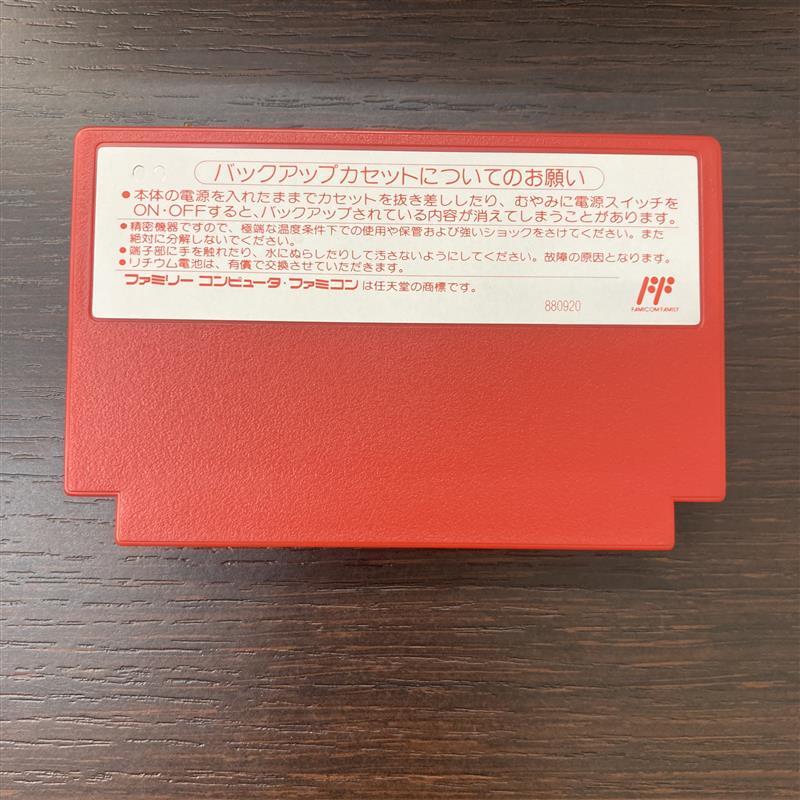 バックアップカセットについてのお願い
●本体の電源を入れたままでカセットを抜き差ししたり、むやみに電源スイッチを
ON・OFFすると、バックアップされている内容が消えてしまうことがあります。
●精密機器ですので、極端な温度条件下での使用や保管および強いショックをさけてください。また
絶対に分解しないでください。
●端子部に手を触れたり、水にぬらしたりして汚さないようにしてください。故障の原因となります。
●リチウム電池は、有償で交換させていただきます。
ファミリー コンピュータ・ファミコンは任天堂の商標です。
880920
FAMICOM FAMILY